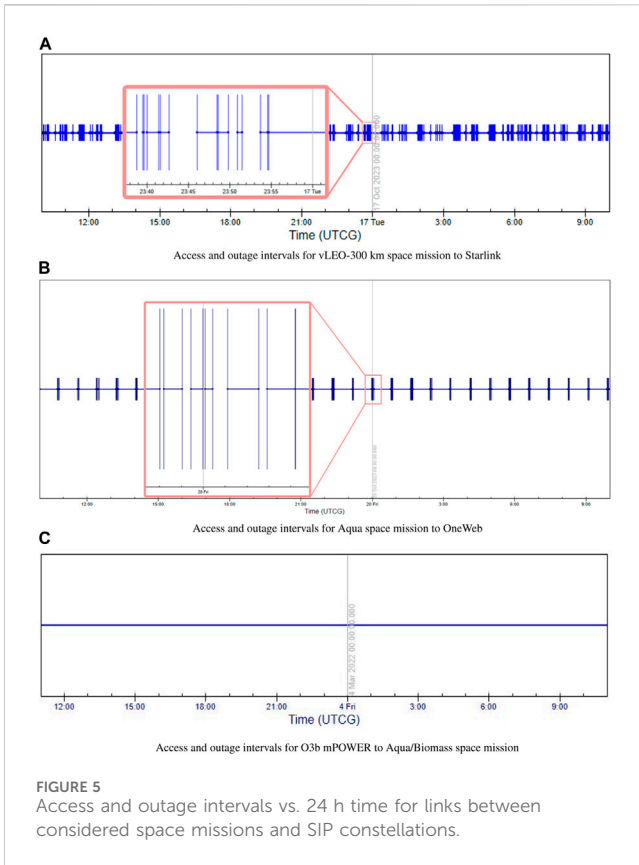 A
23:40 23:45 23:50 23:55 17 Tue
17 Oct 2023 00:00:00.000
12:00 15:00 18:00 21:00 17 Tue 3:00 6:00 9:00
Time (UTCG)
Access and outage intervals for vLEO-300 km space mission to Starlink
B
20 Fri
12:00 15:00 18:00 21:00 20 Fri 3:00 6:00 9:00
Time (UTCG)
Access and outage intervals for Aqua space mission to OneWeb
C
4 Mar 2022 00:00:00.000
12:00 15:00 18:00 21:00 4 Fri 3:00 6:00 9:00
Time (UTCG)
Access and outage intervals for O3b mPOWER to Aqua/Biomass space mission
FIGURE 5
Access and outage intervals vs. 24 h time for links between
considered space missions and SIP constellations.